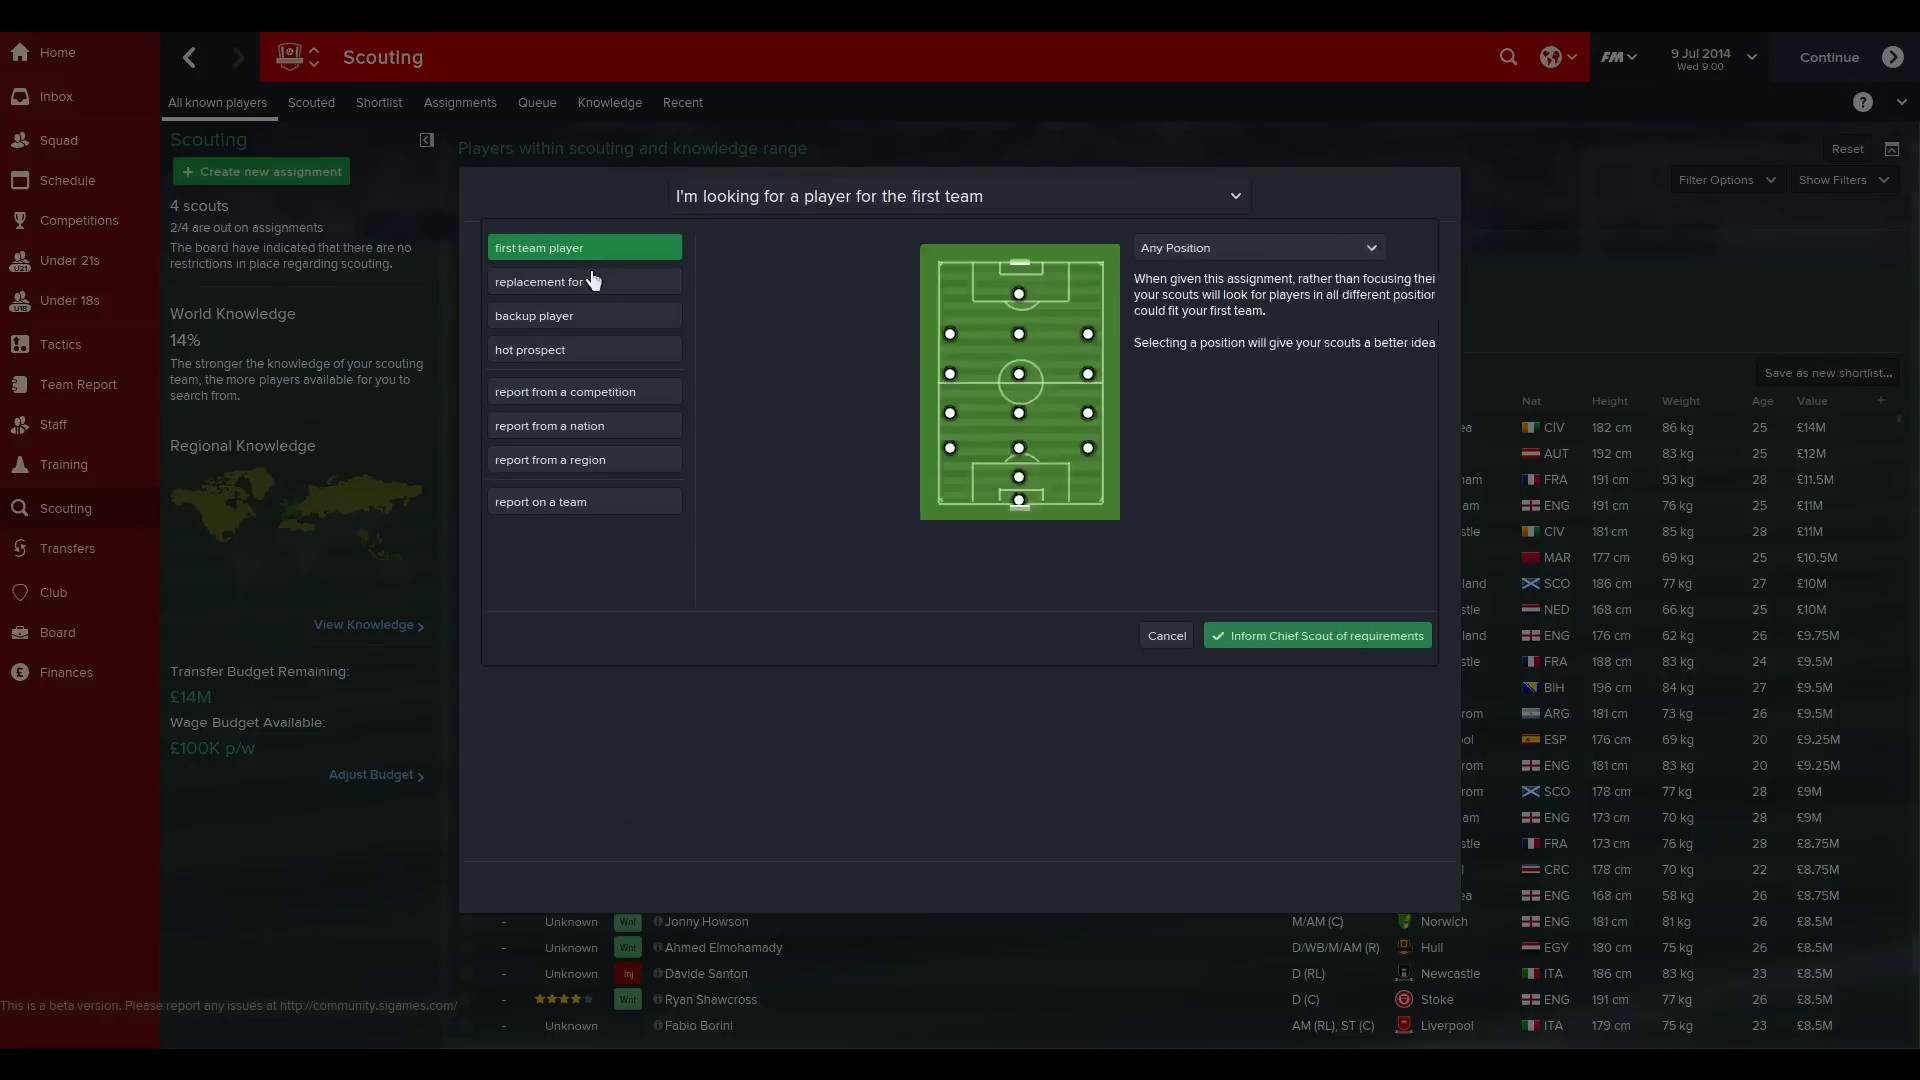 Home
Inbox
Squad
Schedule
Competitions
Under 21s
Under 18s
Tactics
Team Report
Staff
Training
Scouting
Transfers
Club
Board
Finances
Scouting
FM
9 Jul 2014
Wed 9:00
Continue
All known players Scouted Shortlist Assignments Queue Knowledge Recent
Scouting
Create new assignment
4 scouts
2/4 are out on assignments
The board have indicated that there are no
restrictions in place regarding scouting.
World Knowledge
14%
The stronger the knowledge of your scouting
team, the more players available for you to
search from.
Regional Knowledge
View Knowledge
Transfer Budget Remaining:
£14M
Wage Budget Available:
£100K p/w
Adjust Budget
This is a beta version. Please report any issues at http://community.sigames.com/
Players within scouting and knowledge range
Reset
Filter Options Show Filters
I'm looking for a player for the first team
first team player
replacement for
backup player
hot prospect
report from a competition
report from a nation
report from a region
report on a team
Any Position
When given this assignment, rather than focusing thei
your scouts will look for players in all different position
could fit your first team.
Selecting a position will give your scouts a better idea
Cancel
Inform Chief Scout of requirements
Save as new shortlist...
Nat Height Weight Age Value
ea CIV 182 cm 86 kg 25 £14M
AUT 192 cm 83 kg 25 £12M
am FRA 191 cm 93 kg 28 £11.5M
am ENG 191 cm 76 kg 25 £11M
stle CIV 181 cm 85 kg 28 £11M
MAR 177 cm 69 kg 25 £10.5M
land SCO 186 cm 77 kg 27 £10M
stle NED 168 cm 66 kg 25 £10M
land ENG 176 cm 62 kg 26 £9.75M
stle FRA 188 cm 83 kg 24 £9.5M
BIH 196 cm 84 kg 27 £9.5M
rom ARG 181 cm 73 kg 26 £9.5M
ol ESP 176 cm 69 kg 20 £9.25M
rom ENG 181 cm 83 kg 20 £9.25M
rom SCO 178 cm 77 kg 28 £9M
am ENG 173 cm 70 kg 28 £9M
stle FRA 173 cm 76 kg 28 £8.75M
l CRC 178 cm 70 kg 22 £8.75M
ea ENG 168 cm 58 kg 26 £8.75M
- Unknown Wnt Jonny Howson M/AM (C) Norwich ENG 181 cm 81 kg 26 £8.5M
- Unknown Wnt Ahmed Elmohamady D/WB/M/AM (R) Hull EGY 180 cm 75 kg 26 £8.5M
- Unknown Inj Davide Santon D (RL) Newcastle ITA 186 cm 83 kg 23 £8.5M
- Wnt Ryan Shawcross D (C) Stoke ENG 191 cm 77 kg 26 £8.5M
- Unknown Fabio Borini AM (RL), ST (C) Liverpool ITA 179 cm 75 kg 23 £8.5M